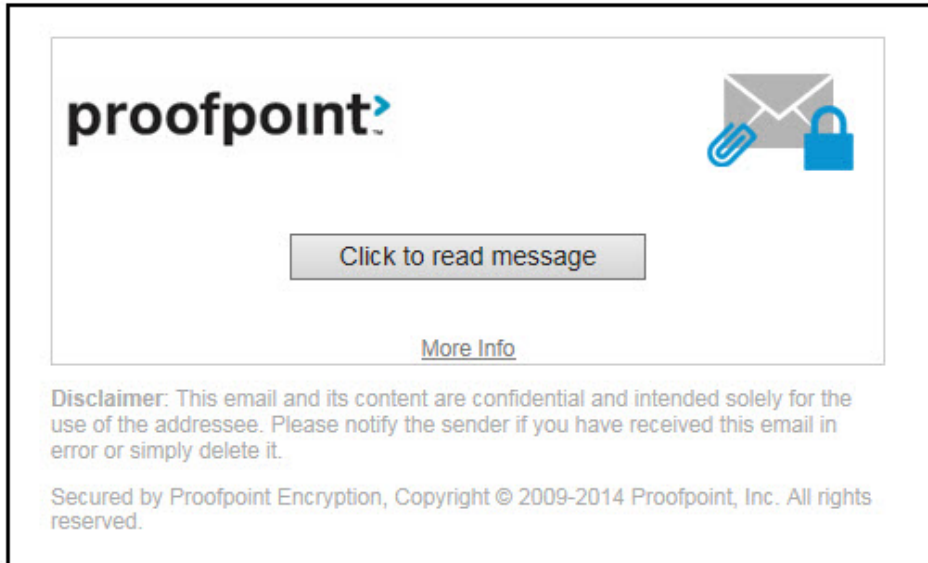 proofpoint™
Click to read message
More Info
Disclaimer: This email and its content are confidential and intended solely for the
use of the addressee. Please notify the sender if you have received this email in
error or simply delete it.
Secured by Proofpoint Encryption, Copyright © 2009-2014 Proofpoint, Inc. All rights
reserved.